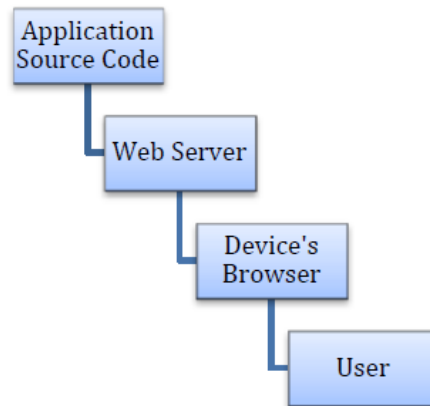 Application
Source Code
Web Server
Device's
Browser
User